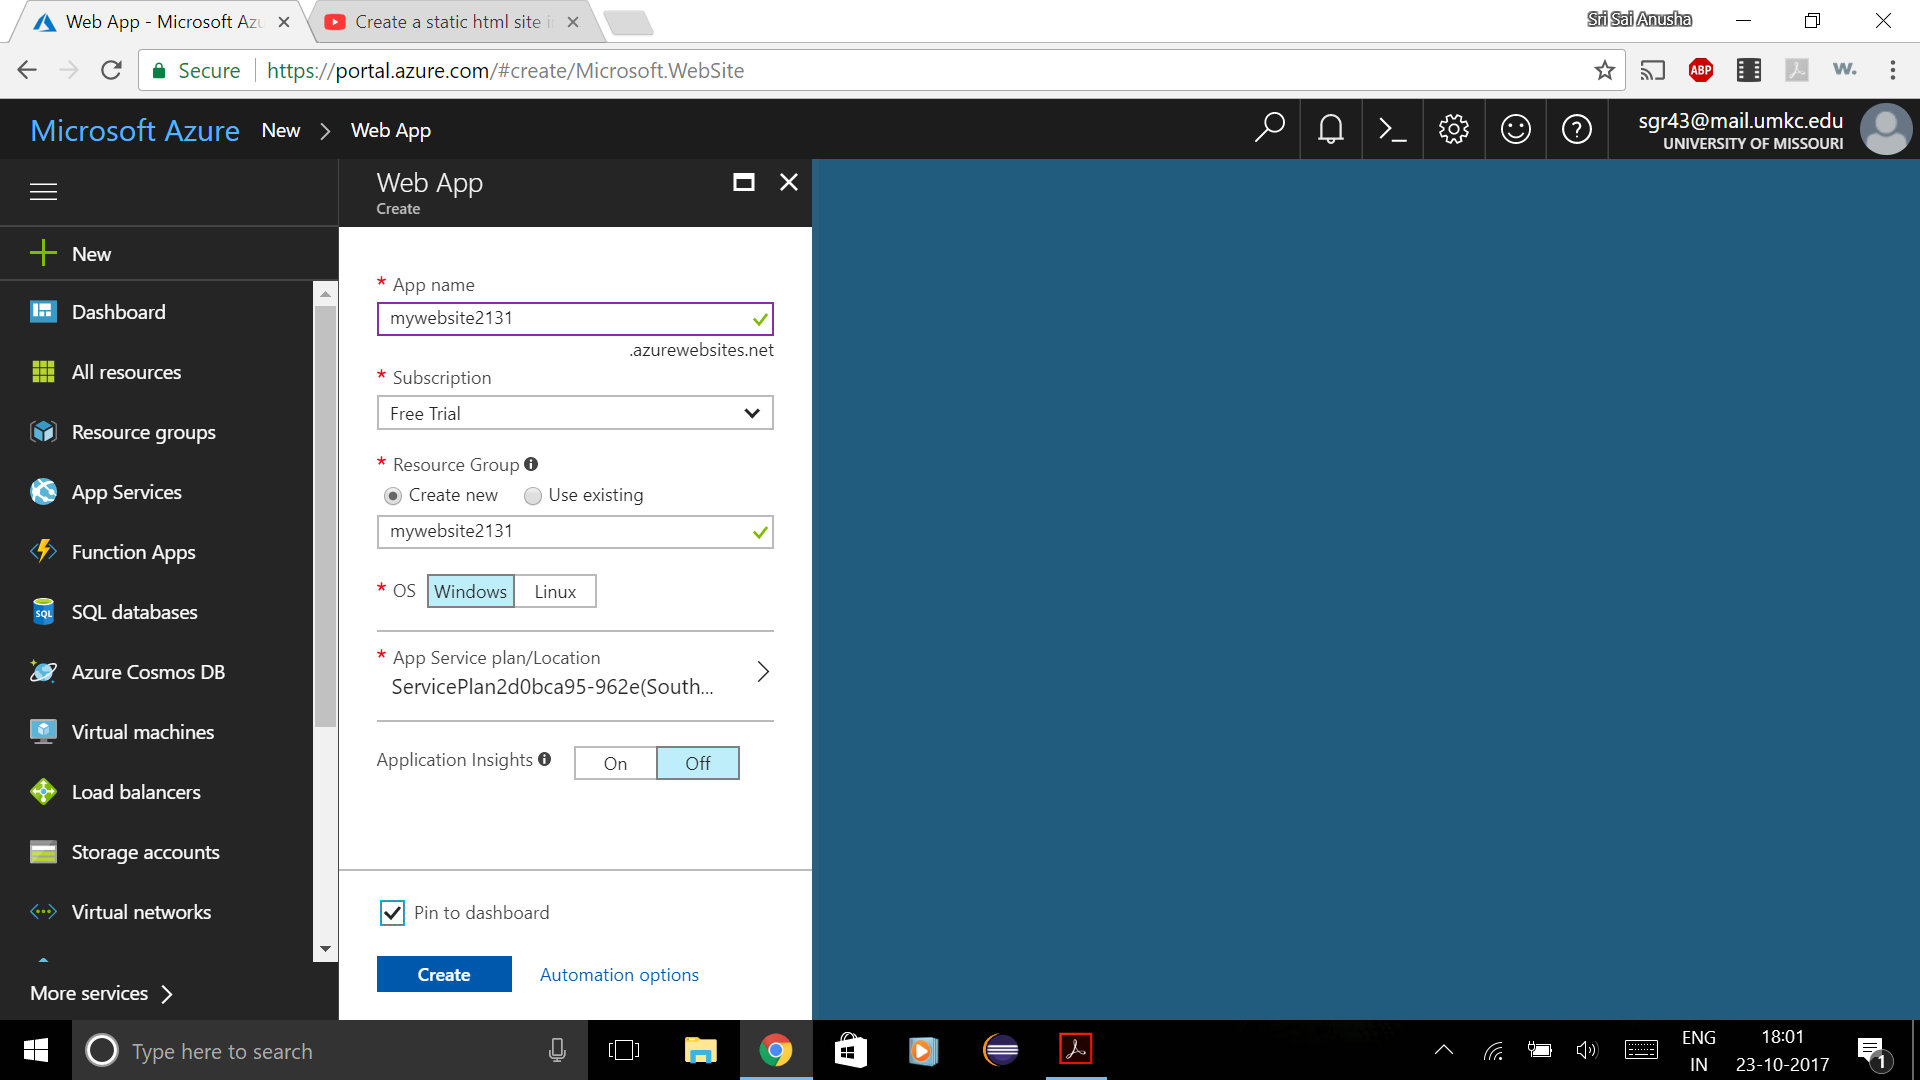 Web App - Microsoft Azu
Create a static html site i
Sri Sai Anusha
Secure
https://portal.azure.com/#create/Microsoft.WebSite
ABP
w.
Microsoft Azure
New
Web App
sgr43@mail.umkc.edu
UNIVERSITY OF MISSOURI
Web App
Create
New
Dashboard
All resources
Resource groups
App Services
Function Apps
SQL
SQL databases
Azure Cosmos DB
Virtual machines
Load balancers
Storage accounts
Virtual networks
More services
* App name
mywebsite2131
.azurewebsites.net
* Subscription
Free Trial
* Resource Group
Create new
Use existing
mywebsite2131
* OS
Windows
Linux
* App Service plan/Location
ServicePlan2d0bca95-962e(South...
Application Insights
On
Off
Pin to dashboard
Create
Automation options
Type here to search
ENG
IN
18:01
23-10-2017
1